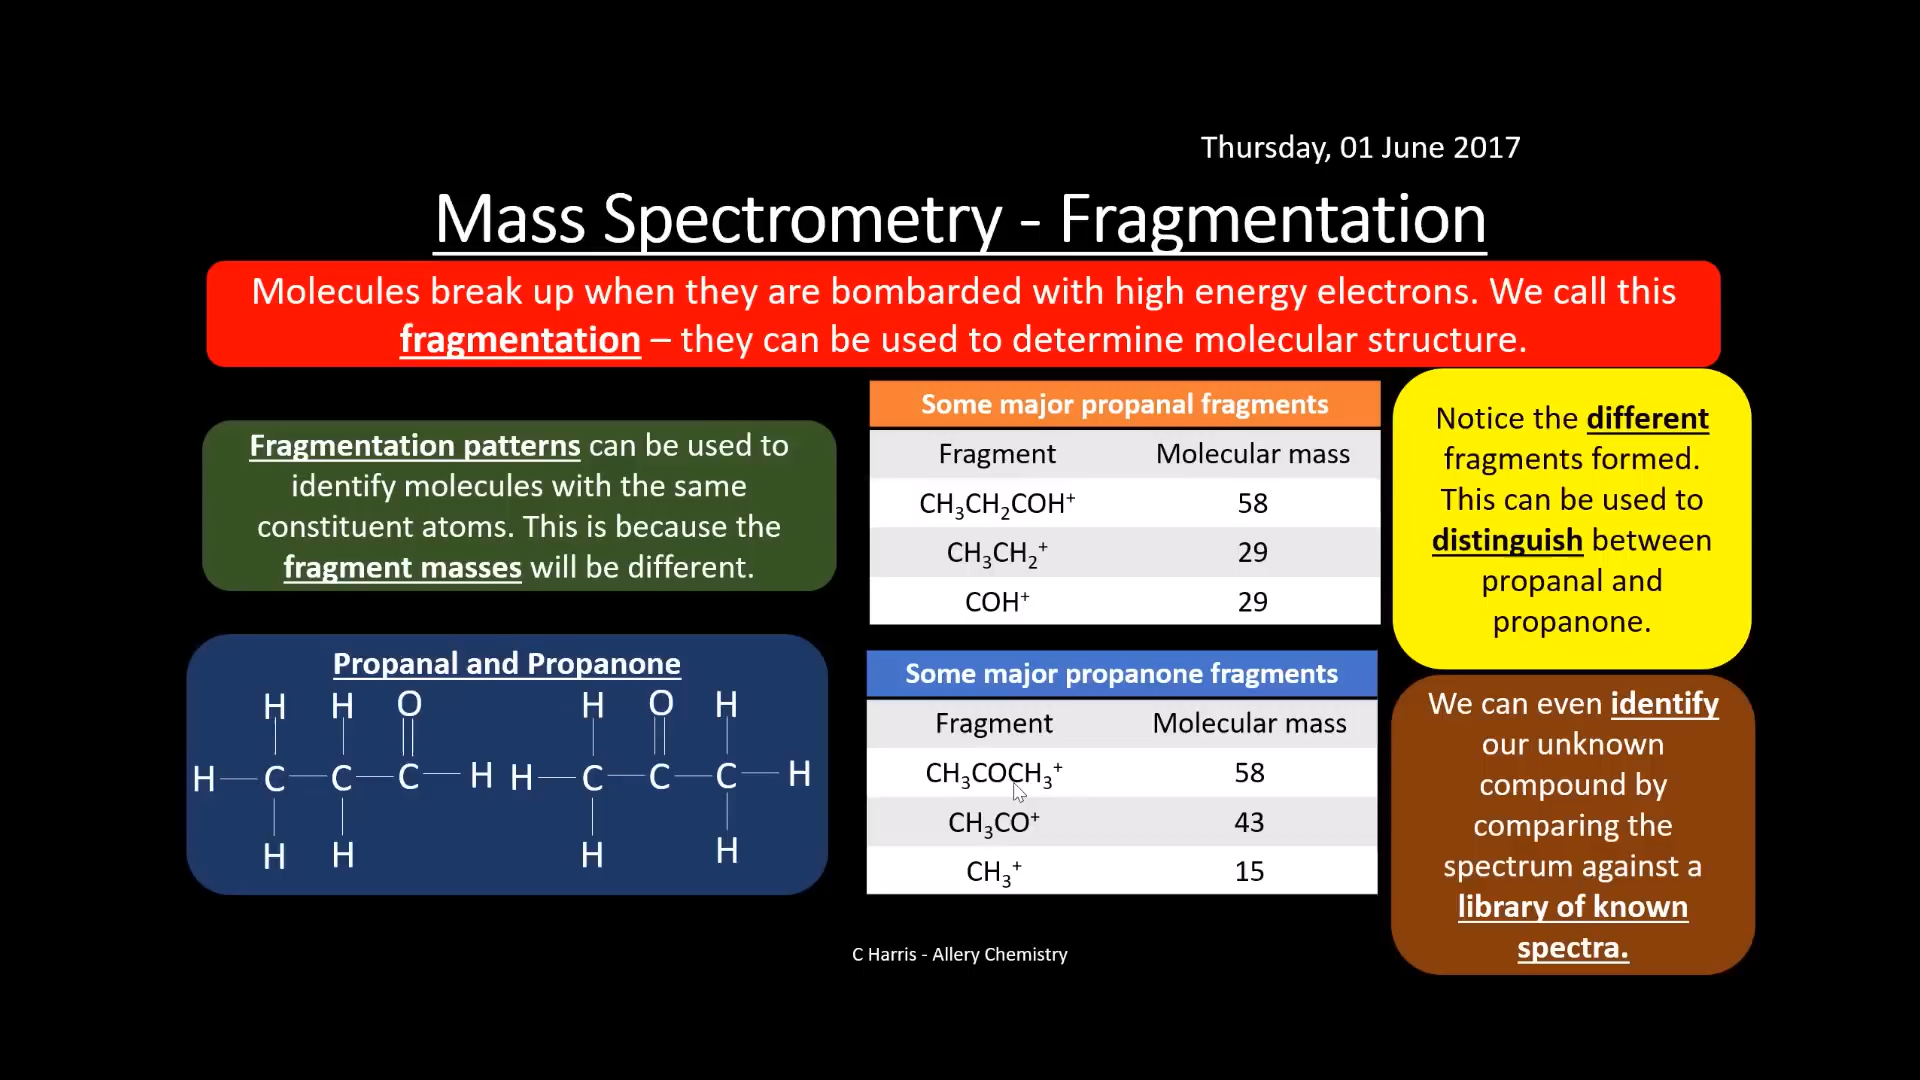 Thursday, 01 June 2017
Mass Spectrometry - Fragmentation
Molecules break up when they are bombarded with high energy electrons. We call this
fragmentation – they can be used to determine molecular structure.
Fragmentation patterns can be used to
identify molecules with the same
constituent atoms. This is because the
fragment masses will be different.
Propanal and Propanone
H H O H O H
H C C C H H C C C H
H H H H
Some major propanal fragments
Fragment Molecular mass
CH₃CH₂COH⁺ 58
CH₃CH₂⁺ 29
COH⁺ 29
Some major propanone fragments
Fragment Molecular mass
CH₃COCH₃⁺ 58
CH₃CO⁺ 43
CH₃⁺ 15
Notice the different
fragments formed.
This can be used to
distinguish between
propanal and
propanone.
We can even identify
our unknown
compound by
comparing the
spectrum against a
library of known
spectra.
C Harris - Allery Chemistry